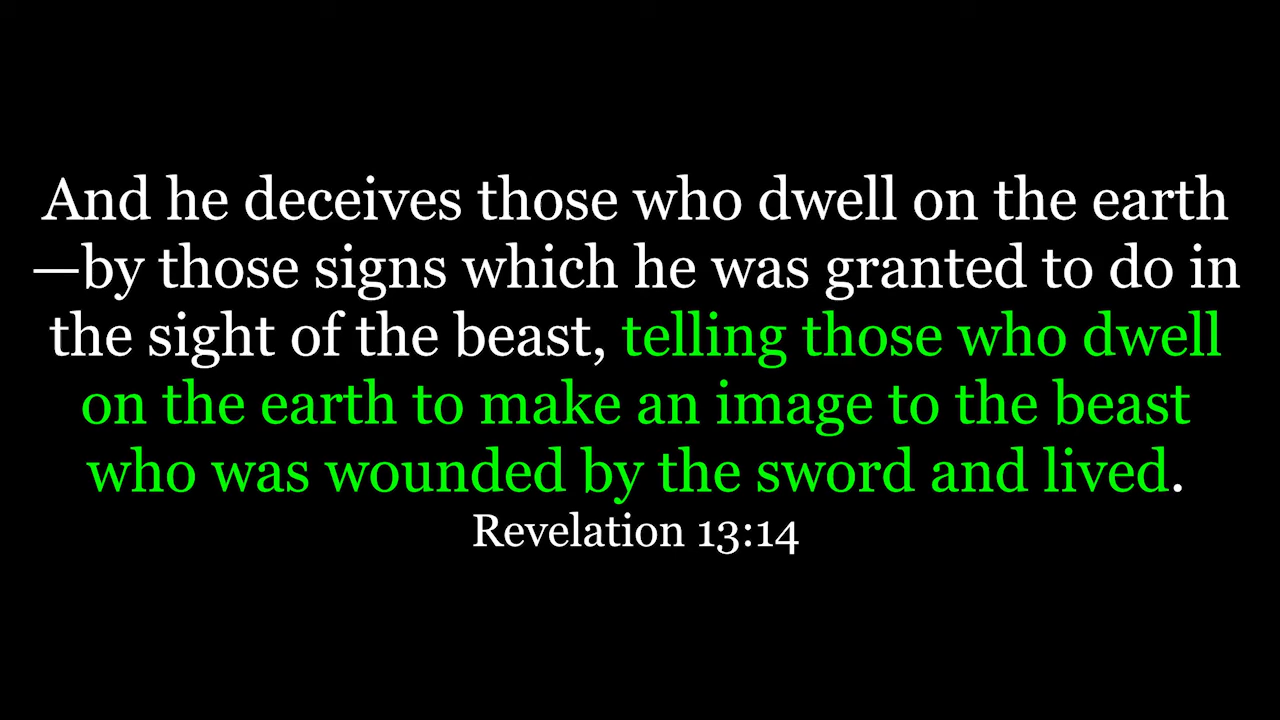 And he deceives those who dwell on the earth
—by those signs which he was granted to do in
the sight of the beast, telling those who dwell
on the earth to make an image to the beast
who was wounded by the sword and lived.
Revelation 13:14